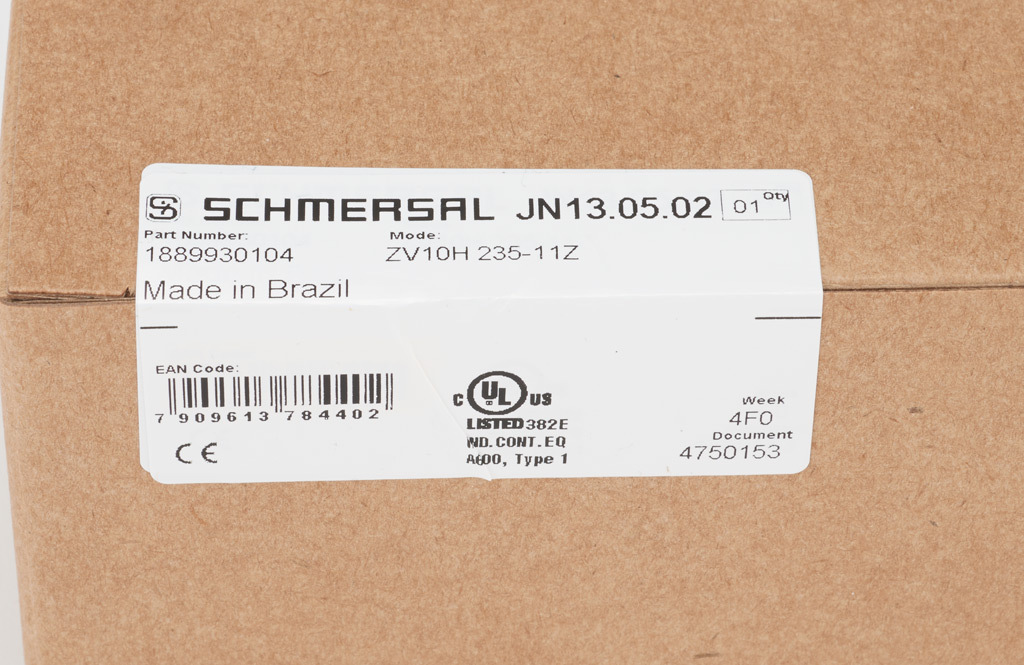 S SCHMERSAL JN13.05.02 01 Qty
Part Number: Mode:
1889930104 ZV10H 235-11Z
Made in Brazil
EAN Code:
7 909613 784402
CE
C UL US
LISTED 382E
IND.CONT.EQ
A600, Type 1
Week
4F0
Document
4750153